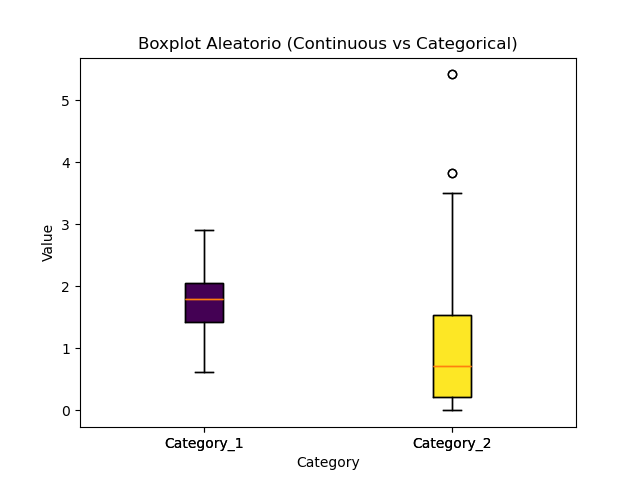 Boxplot Aleatorio (Continuous vs Categorical)
Value
5
4
3
2
1
0
Category_1
Category_2
Category